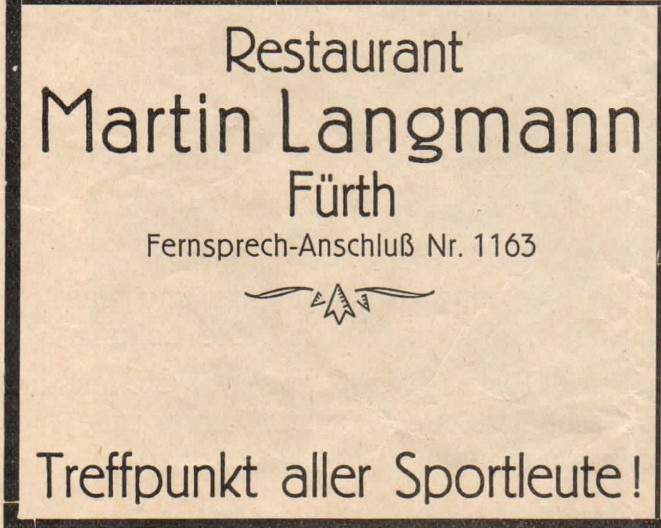 Restaurant
Martin Langmann
Fürth
Fernsprech-Anschluß Nr. 1163
Treffpunkt aller Sportleute!